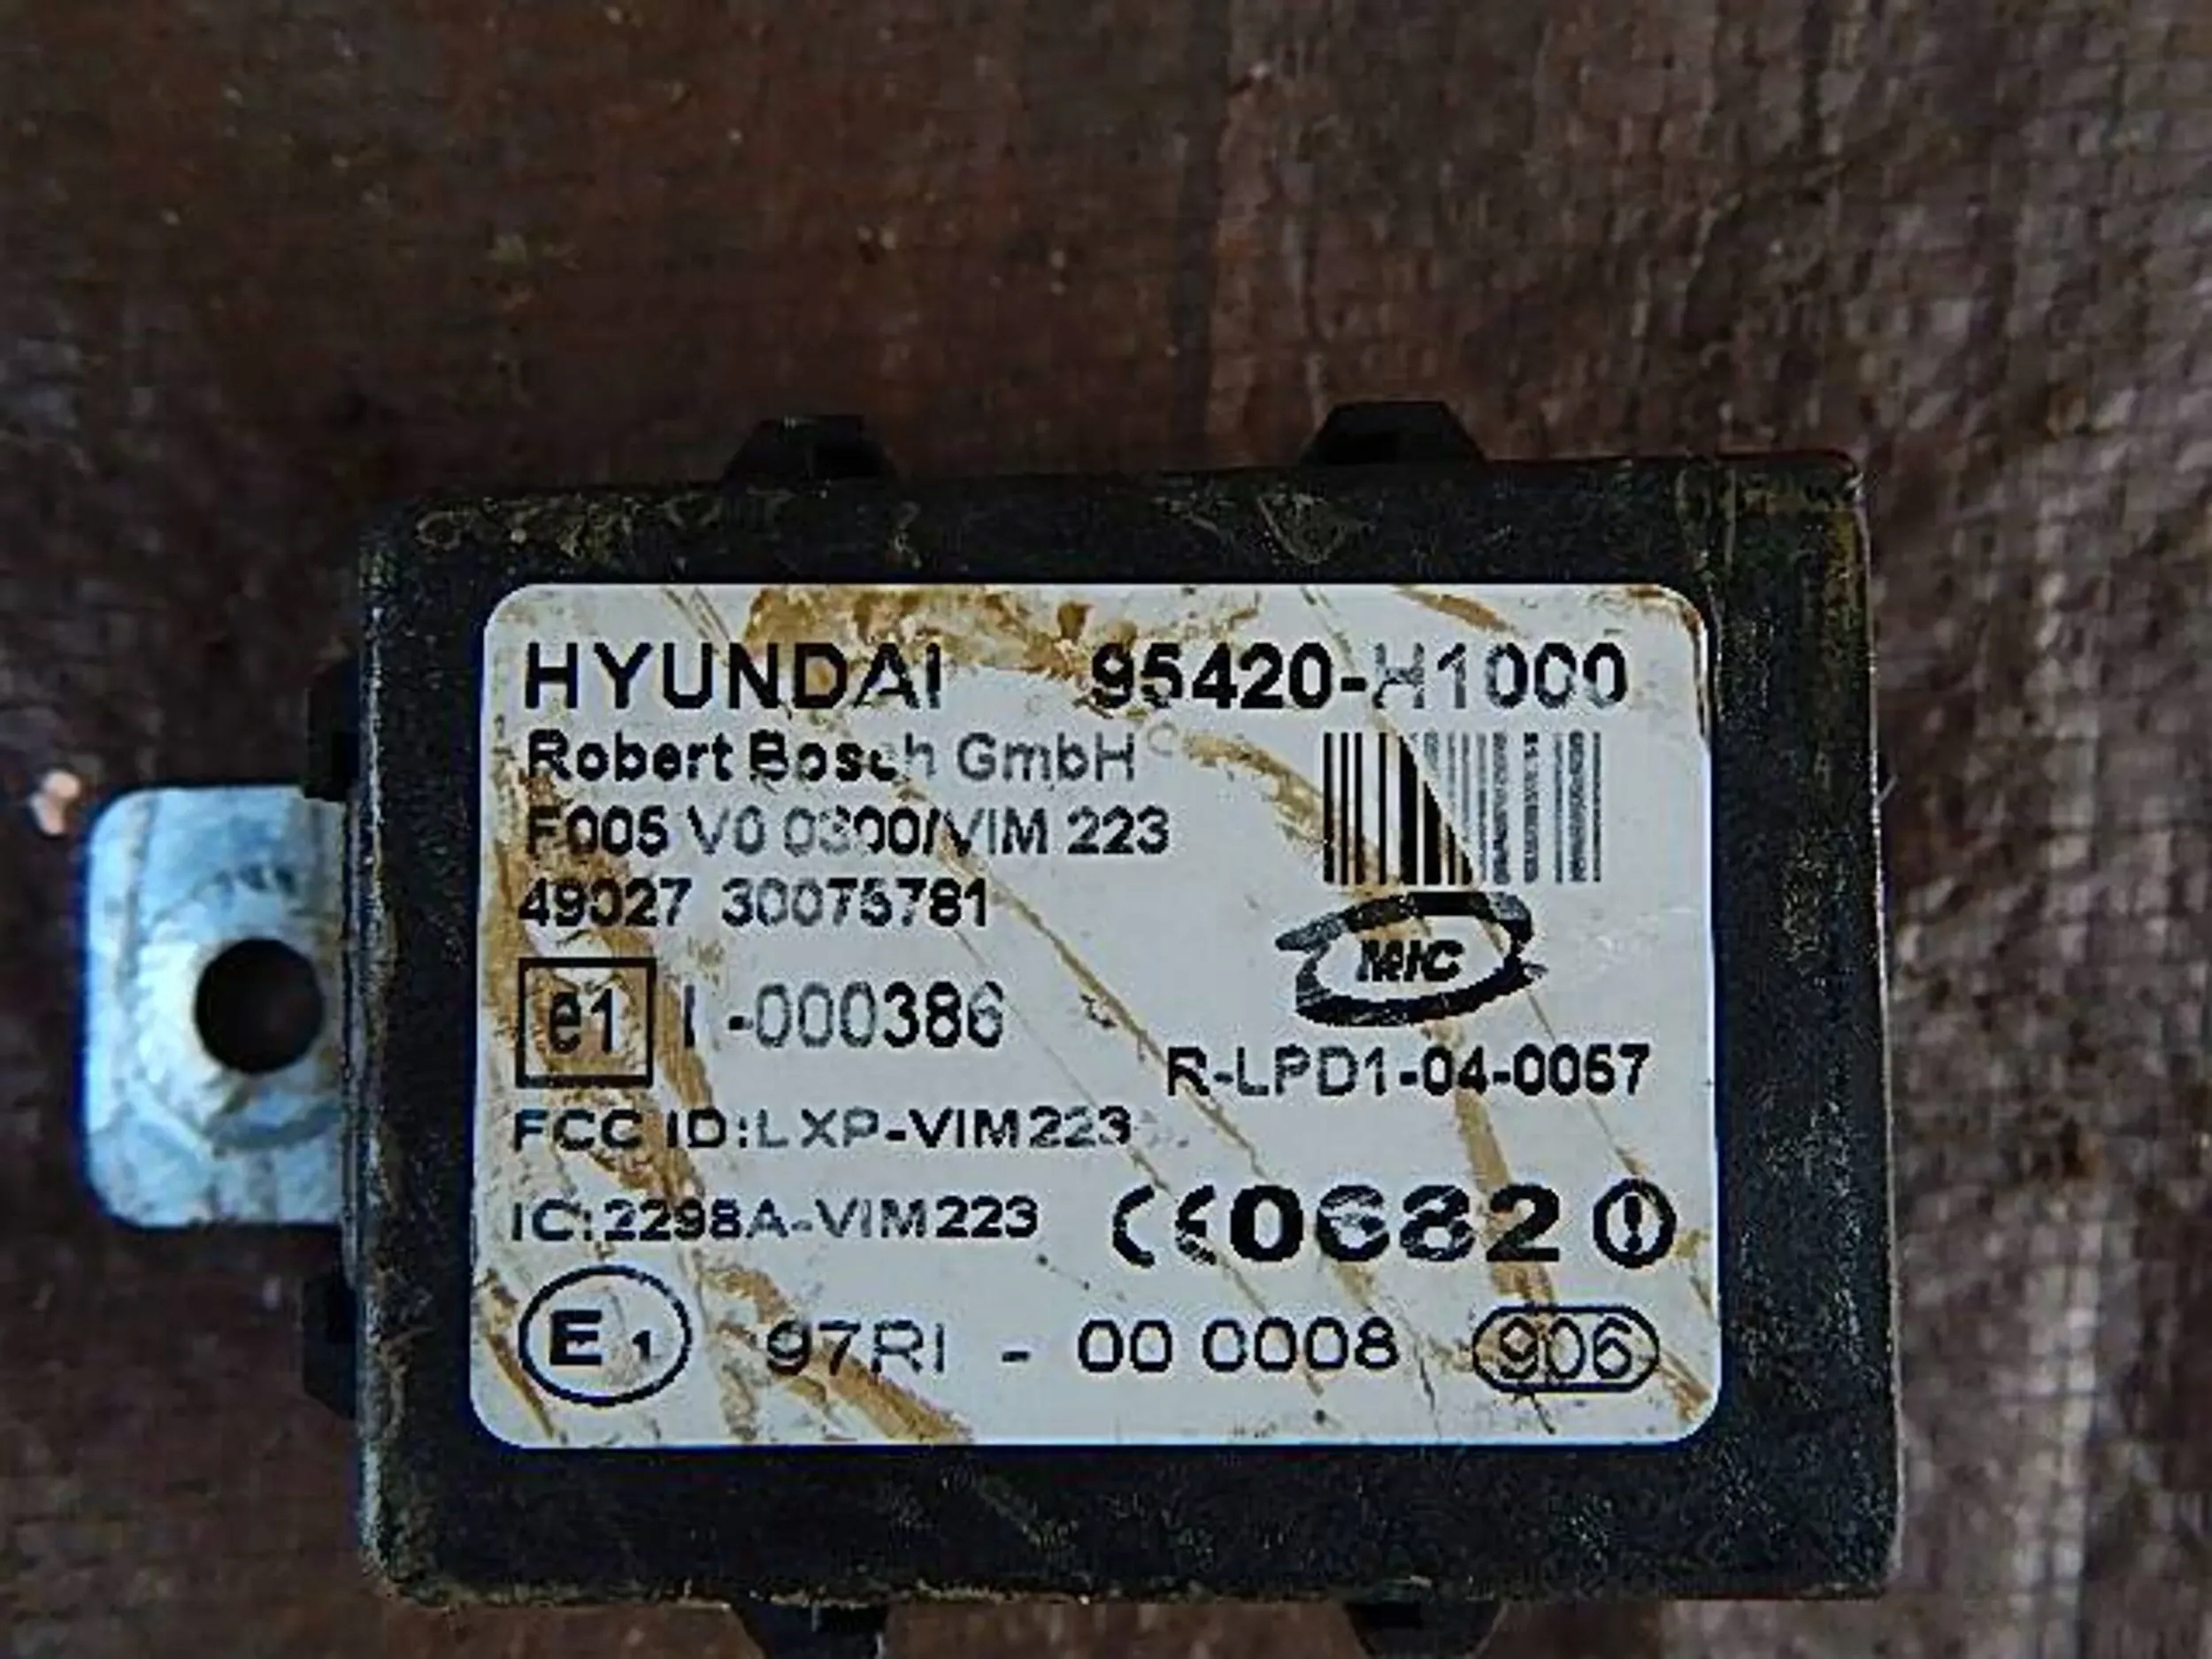 HYUNDAI 95420-H1000
Robert Bosch GmbH
F005 V0 0300/VIM 223
49027 30075781
MIC
e1 I -000386
R-LPD1-04-0057
FCC ID:LXP-VIM223
IC:2298A-VIM223 CE0682 !
E1 97RI - 00 0008 906